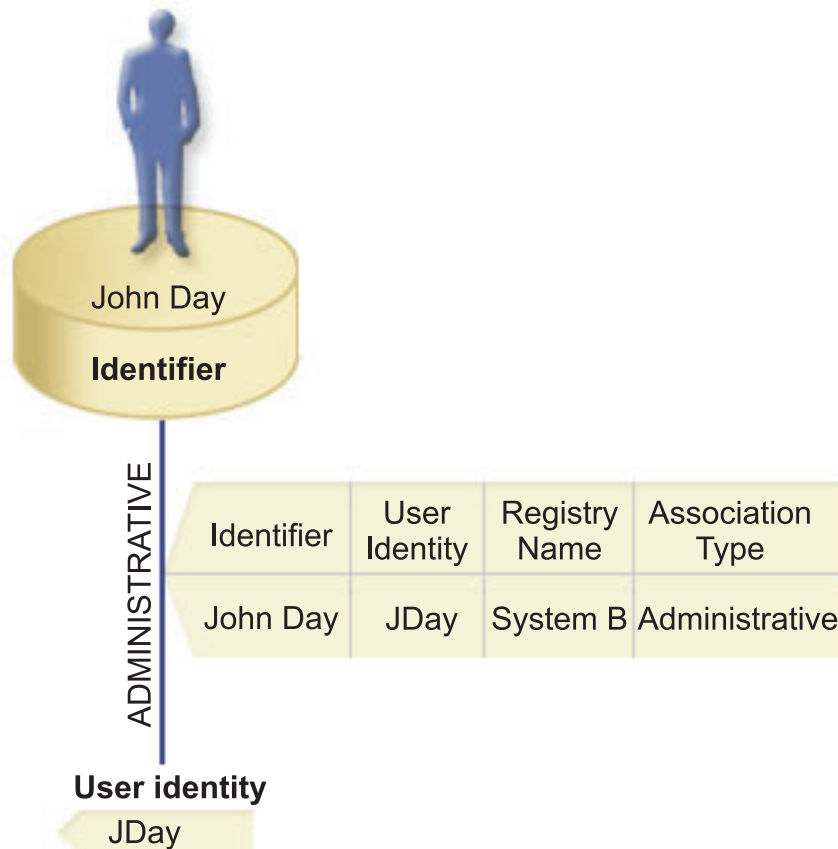 John Day
Identifier
ADMINISTRATIVE
Identifier User Identity Registry Name Association Type
John Day JDay System B Administrative
User identity
JDay